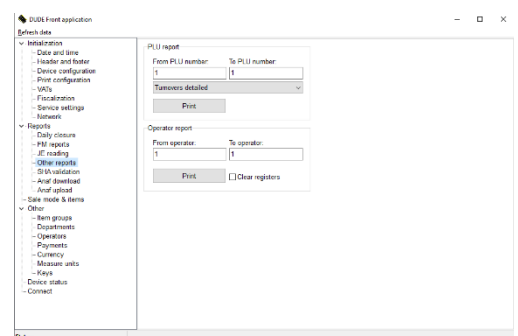 DUDE Front application
Refresh data
Initialization
Date and time
Header and footer
Device configuration
Print configuration
VATs
Fiscalization
Service settings
Network
Reports
Daily closure
FM reports
JE reading
Other reports
SHA validation
Anaf download
Anaf upload
Sale mode & items
Other
Item groups
Departments
Operators
Payments
Currency
Measure units
Keys
Device status
Connect
PLU report
From PLU number: To PLU number:
1 1
Turnovers detailed
Print
Operator report
From operator: To operator:
1 1
Print Clear registers